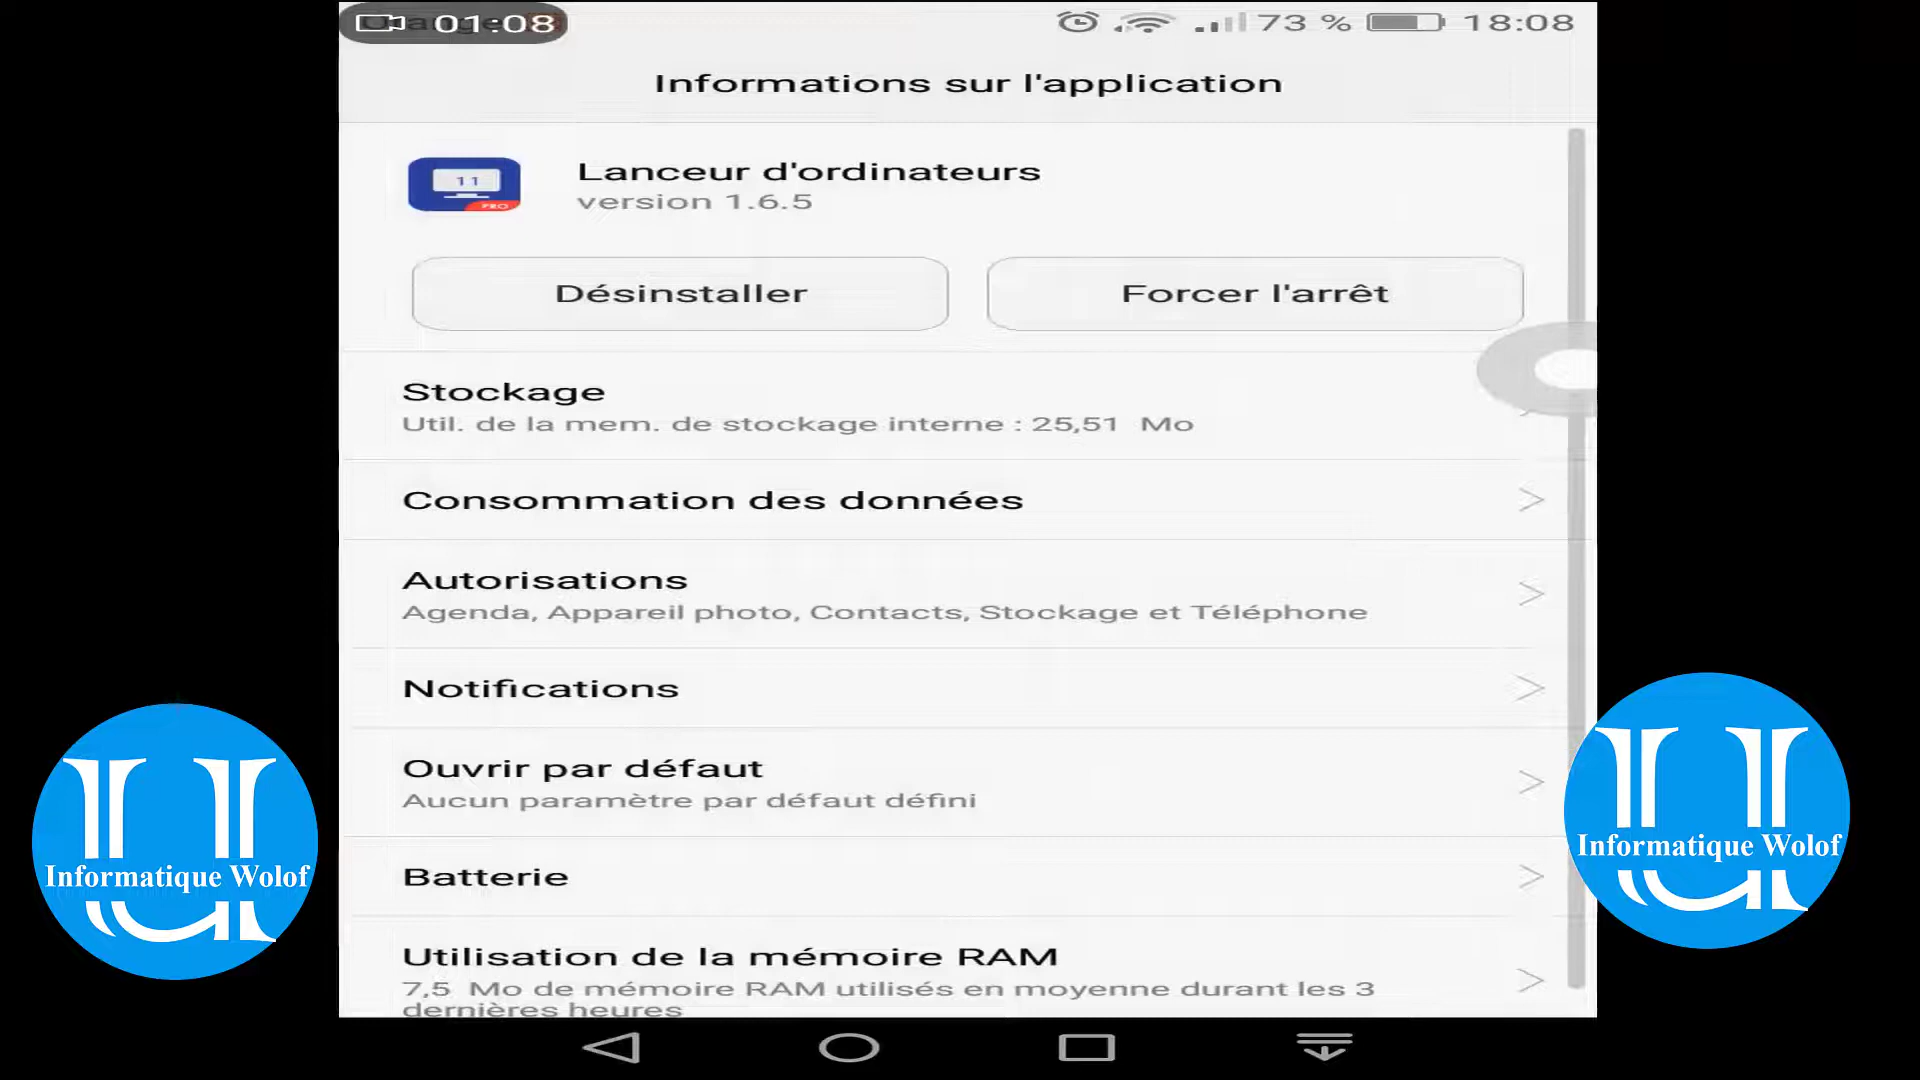 01:08
73 %
18:08
Informations sur l'application
11
PRO
Lanceur d'ordinateurs
version 1.6.5
Désinstaller
Forcer l'arrêt
Stockage
Util. de la mem. de stockage interne : 25,51 Mo
Consommation des données
Autorisations
Agenda, Appareil photo, Contacts, Stockage et Téléphone
Notifications
Ouvrir par défaut
Aucun paramètre par défaut défini
Batterie
Utilisation de la mémoire RAM
7,5 Mo de mémoire RAM utilisés en moyenne durant les 3
dernières heures
Informatique Wolof
Informatique Wolof